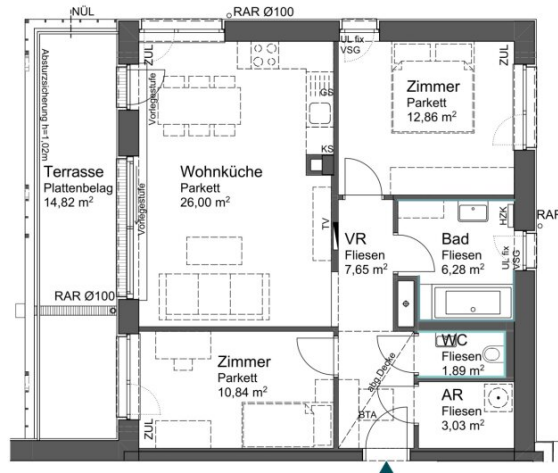 NÜL
RAR Ø100
ZUL
UL fix
VSG
ZUL
Absturzsicherung h=1,02m
Vorlegestufe
GS
KS
Zimmer
Parkett
12,86 m²
Terrasse
Plattenbelag
14,82 m²
Wohnküche
Parkett
26,00 m²
Vorlegestufe
TV
VR
Fliesen
7,65 m²
Bad
Fliesen
6,28 m²
HZK
UL fix
VSG
RAR
RAR Ø100
Zimmer
Parkett
10,84 m²
ZUL
abg Decke
BTA
WC
Fliesen
1,89 m²
AR
Fliesen
3,03 m²